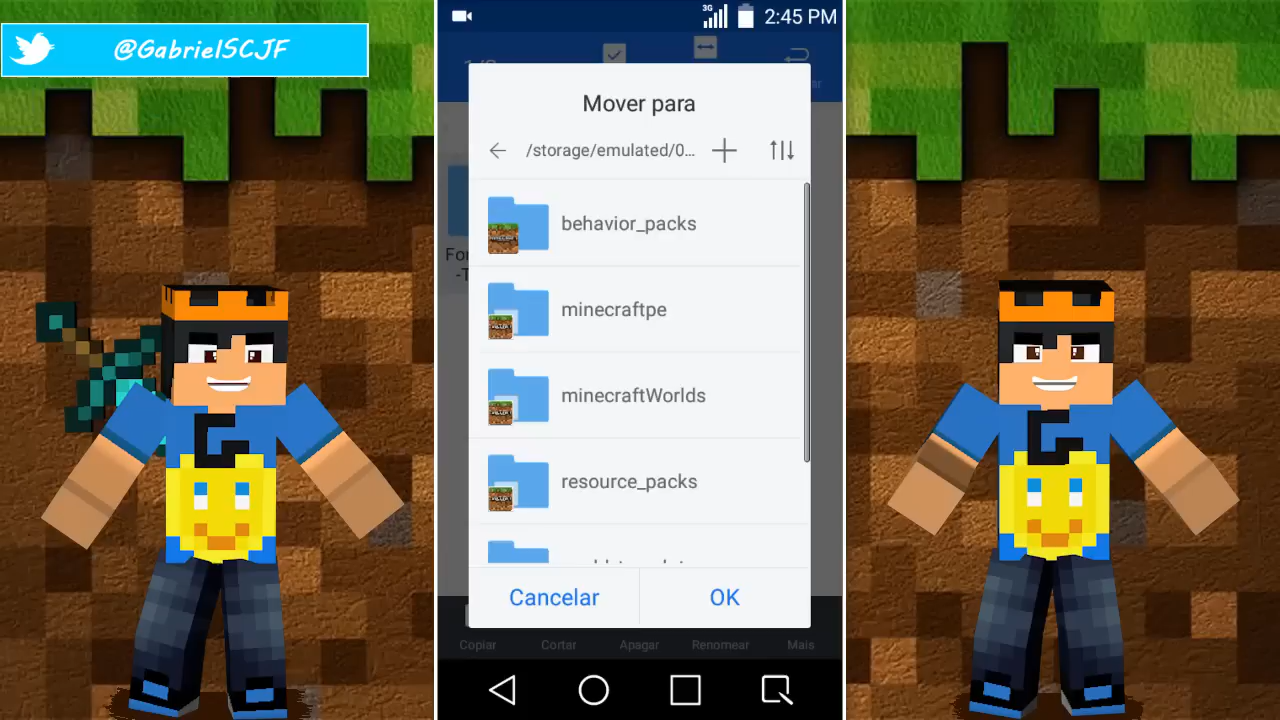 @GabrielSCJF
3G
2:45 PM
Mover para
/storage/emulated/0...
behavior_packs
minecraftpe
minecraftWorlds
resource_packs
Cancelar
OK
Copiar
Cortar
Apagar
Renomear
Mais